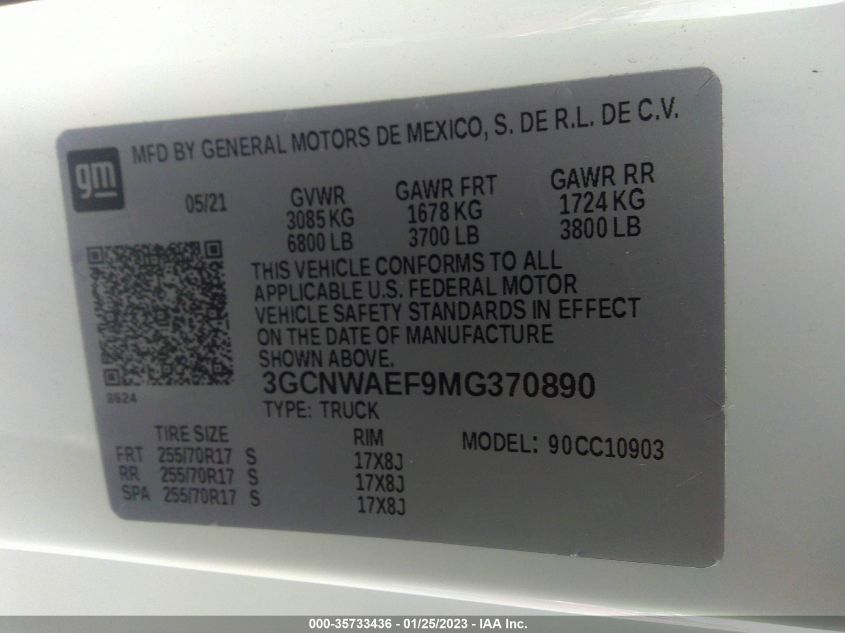 gm
MFD BY GENERAL MOTORS DE MEXICO, S. DE R.L. DE C.V.
05/21
GVWR GAWR FRT GAWR RR
3085 KG 1678 KG 1724 KG
6800 LB 3700 LB 3800 LB
THIS VEHICLE CONFORMS TO ALL
APPLICABLE U.S. FEDERAL MOTOR
VEHICLE SAFETY STANDARDS IN EFFECT
ON THE DATE OF MANUFACTURE
SHOWN ABOVE.
8624
3GCNWAEF9MG370890
TYPE: TRUCK
TIRE SIZE RIM MODEL: 90CC10903
FRT 255/70R17 S 17X8J
RR 255/70R17 S 17X8J
SPA 255/70R17 S 17X8J
000-35733436 - 01/25/2023 - IAA Inc.